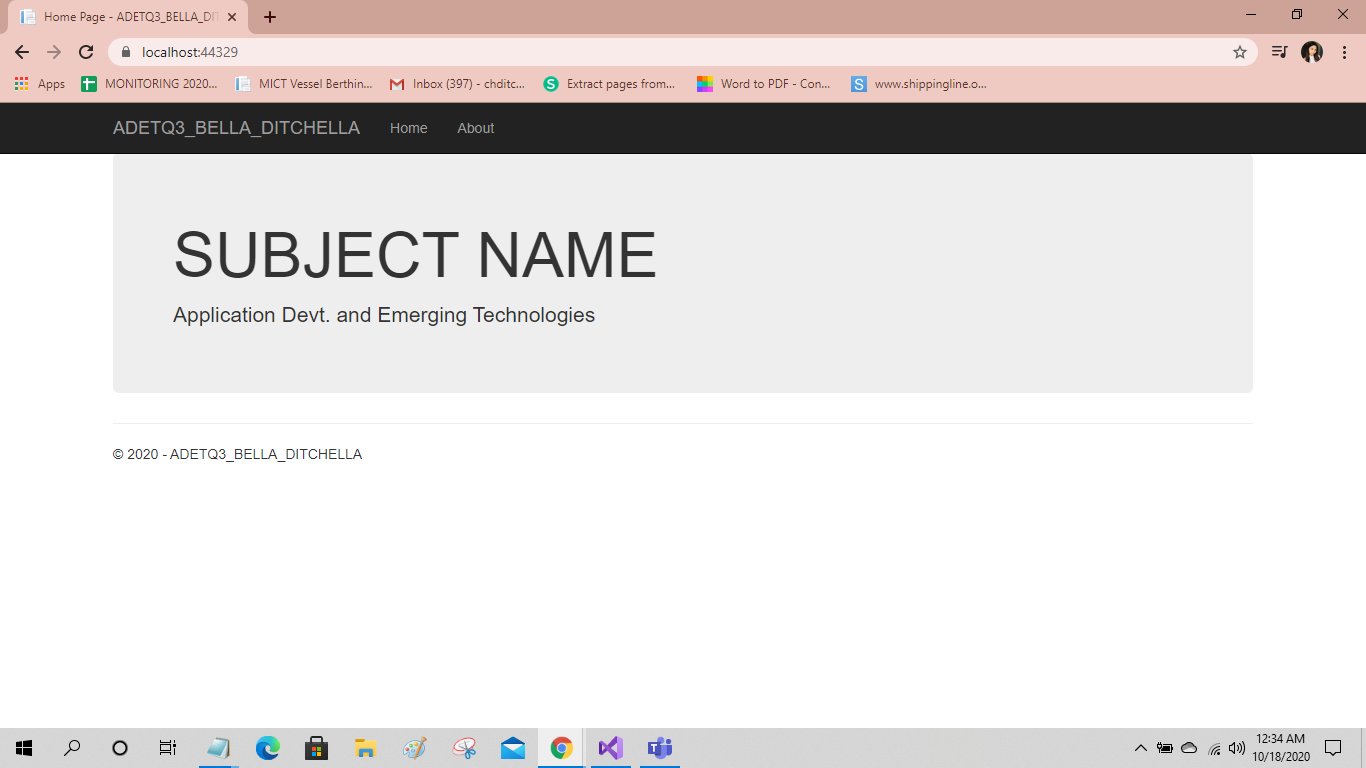 Home Page - ADETQ3_BELLA_DIT
localhost:44329
Apps MONITORING 2020... MICT Vessel Berthin... Inbox (397) - chditc... Extract pages from... Word to PDF - Con... www.shippingline.o...
ADETQ3_BELLA_DITCHELLA Home About
SUBJECT NAME
Application Devt. and Emerging Technologies
© 2020 - ADETQ3_BELLA_DITCHELLA
12:34 AM
10/18/2020